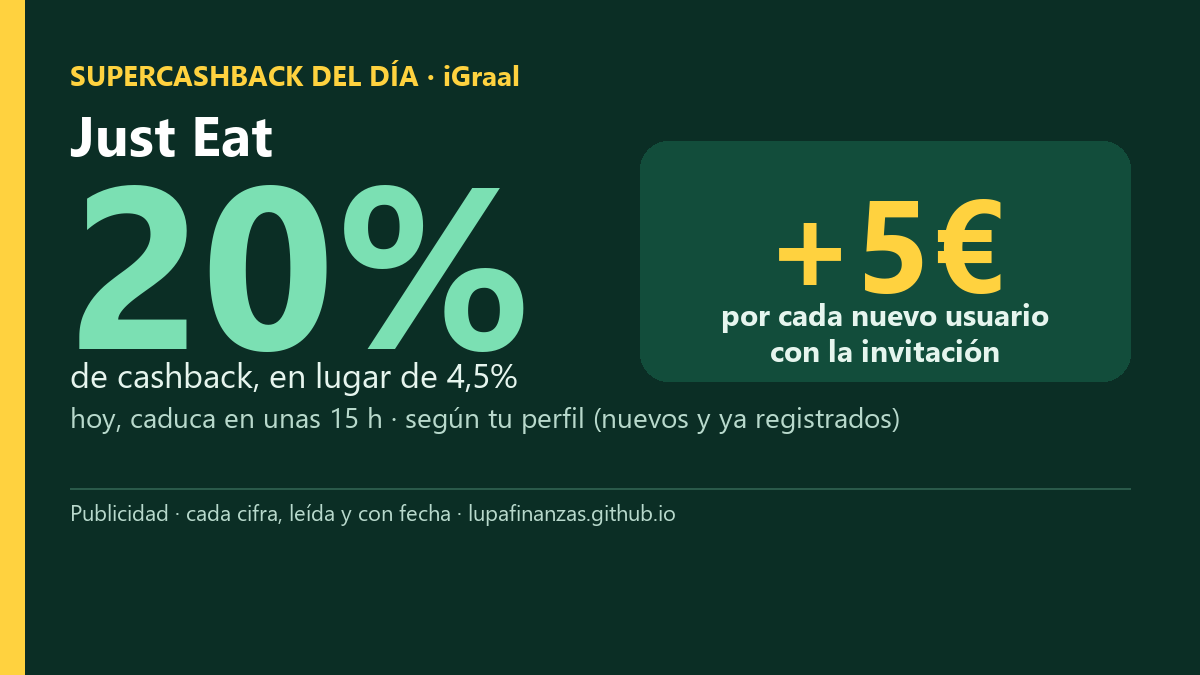 SUPERCASHBACK DEL DÍA · iGraal
Just Eat
20%
de cashback, en lugar de 4,5%
hoy, caduca en unas 15 h · según tu perfil (nuevos y ya registrados)
+5€
por cada nuevo usuario
con la invitación
Publicidad · cada cifra, leída y con fecha · lupafinanzas.github.io